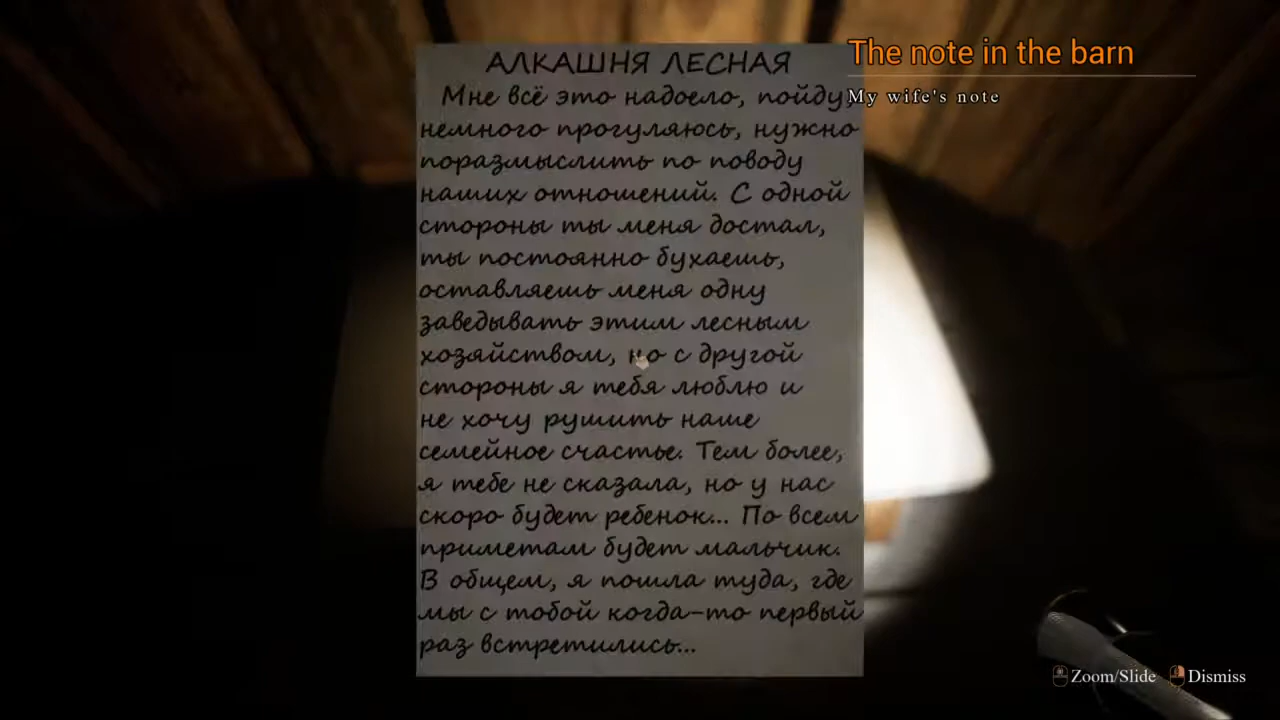 АЛКАШНЯ ЛЕСНАЯ
Мне всё это надоело, пойду,
немного прогуляюсь, нужно
поразмыслить по поводу
наших отношений. С одной
стороны ты меня достал,
ты постоянно бухаешь,
оставляешь меня одну
заведывать этим лесным
хозяйством, но с другой
стороны я тебя люблю и
не хочу рушить наше
семейное счастье. Тем более,
я тебе не сказала, но у нас
скоро будет ребенок... По всем
приметам будет мальчик.
В общем, я пошла туда, где
мы с тобой когда-то первый
раз встретились...
The note in the barn
My wife's note
Zoom/Slide
Dismiss